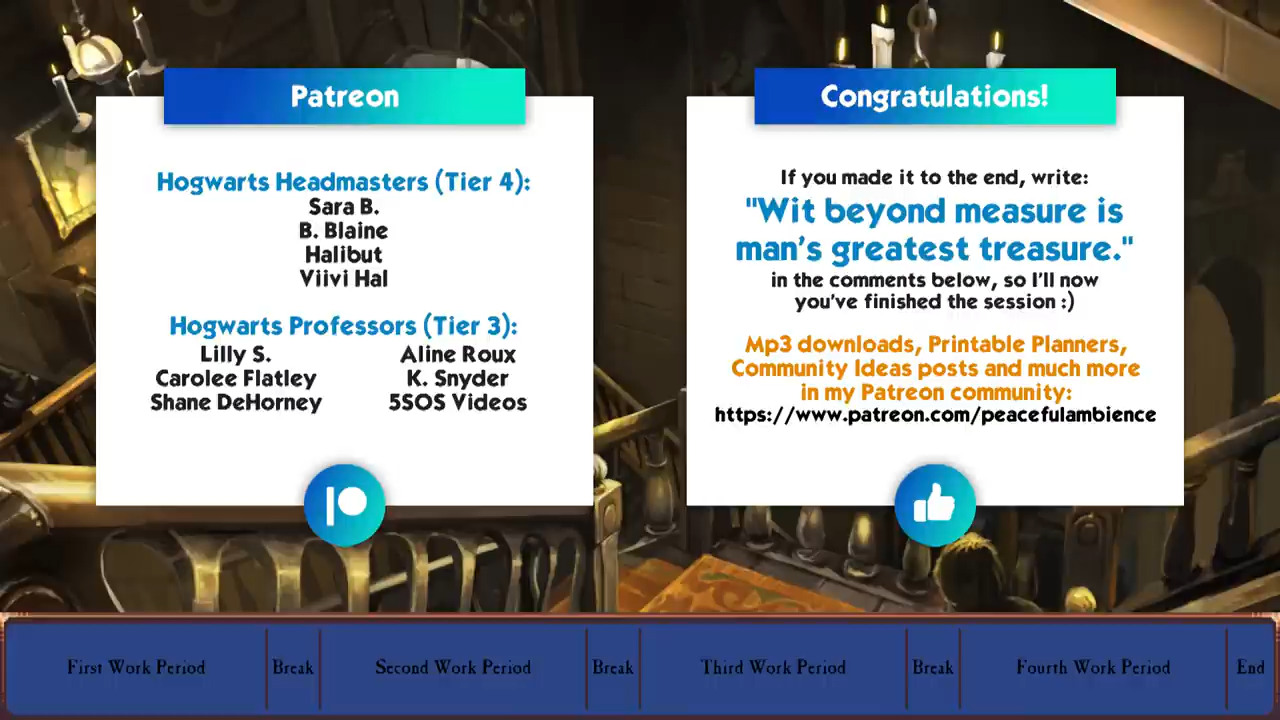 Patreon
Hogwarts Headmasters (Tier 4):
Sara B.
B. Blaine
Halibut
Viivi Hal
Hogwarts Professors (Tier 3):
Lilly S.
Carolee Flatley
Shane DeHorney
Aline Roux
K. Snyder
5SOS Videos
Congratulations!
If you made it to the end, write:
"Wit beyond measure is
man's greatest treasure."
in the comments below, so I'll now
you've finished the session :)
Mp3 downloads, Printable Planners,
Community Ideas posts and much more
in my Patreon community:
https://www.patreon.com/peacefulambience
First Work Period
Break
Second Work Period
Break
Third Work Period
Break
Fourth Work Period
End